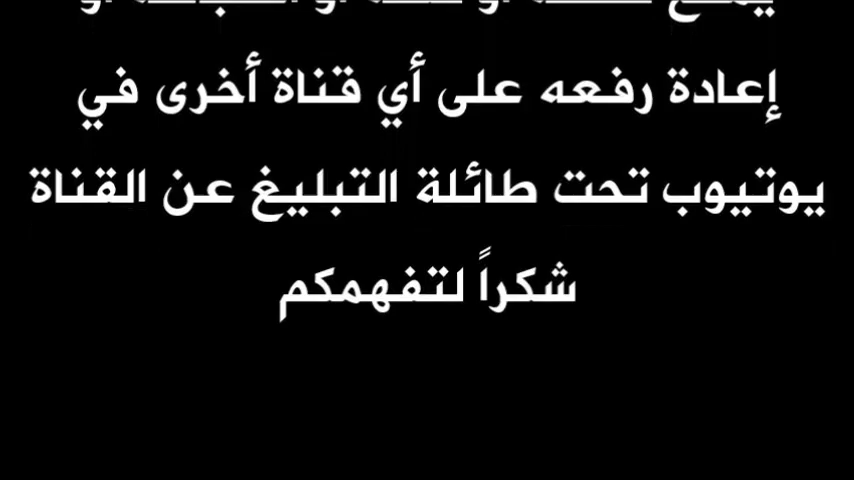 إعادة رفعه على أي قناة أخرى في
يوتيوب تحت طائلة التبليغ عن القناة
شكراً لتفهمكم